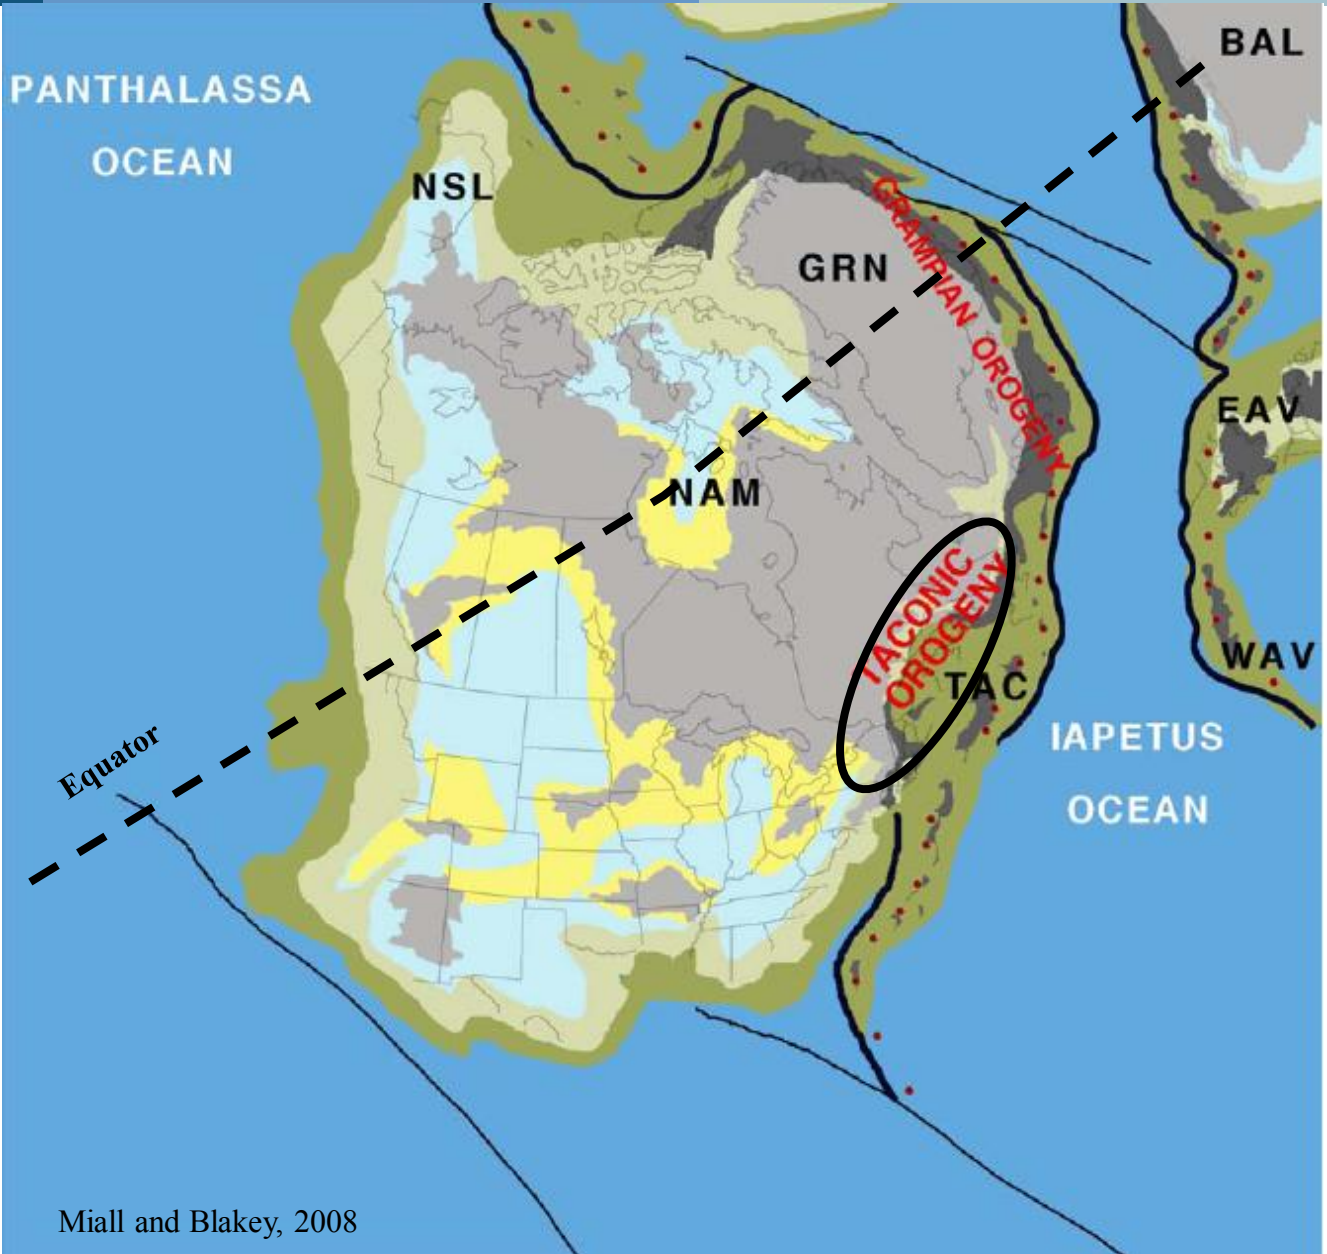 BAL
PANTHALASSA
OCEAN
NSL
GRN
GRAMPIAN OROGENY
EAV
NAM
TACONIC
OROGENY
WAV
TAC
IAPETUS
OCEAN
Equator
Miall and Blakey, 2008